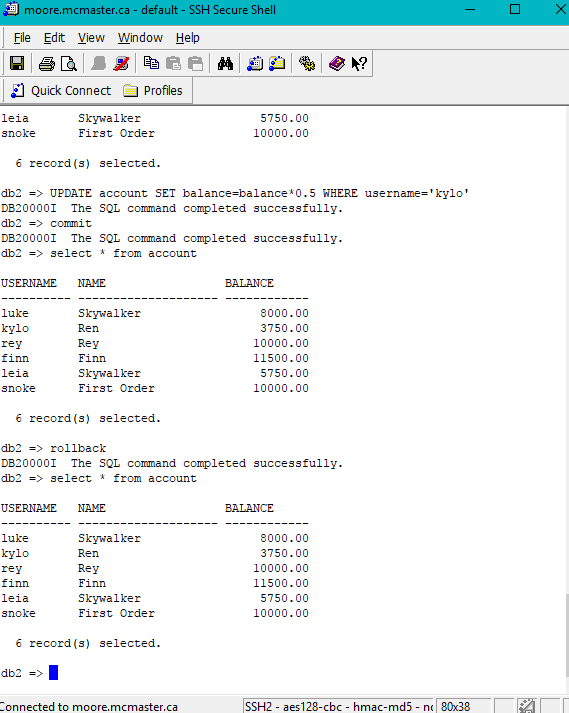 moore.mcmaster.ca - default - SSH Secure Shell
File Edit View Window Help
Quick Connect Profiles
leia Skywalker 5750.00
snoke First Order 10000.00
6 record(s) selected.
db2 => UPDATE account SET balance=balance*0.5 WHERE username='kylo'
DB20000I The SQL command completed successfully.
db2 => commit
DB20000I The SQL command completed successfully.
db2 => select * from account
USERNAME NAME BALANCE
---------- -------------------- ------------
luke Skywalker 8000.00
kylo Ren 3750.00
rey Rey 10000.00
finn Finn 11500.00
leia Skywalker 5750.00
snoke First Order 10000.00
6 record(s) selected.
db2 => rollback
DB20000I The SQL command completed successfully.
db2 => select * from account
USERNAME NAME BALANCE
---------- -------------------- ------------
luke Skywalker 8000.00
kylo Ren 3750.00
rey Rey 10000.00
finn Finn 11500.00
leia Skywalker 5750.00
snoke First Order 10000.00
6 record(s) selected.
db2 =>
Connected to moore.mcmaster.ca SSH2 - aes128-cbc - hmac-md5 - 80x38